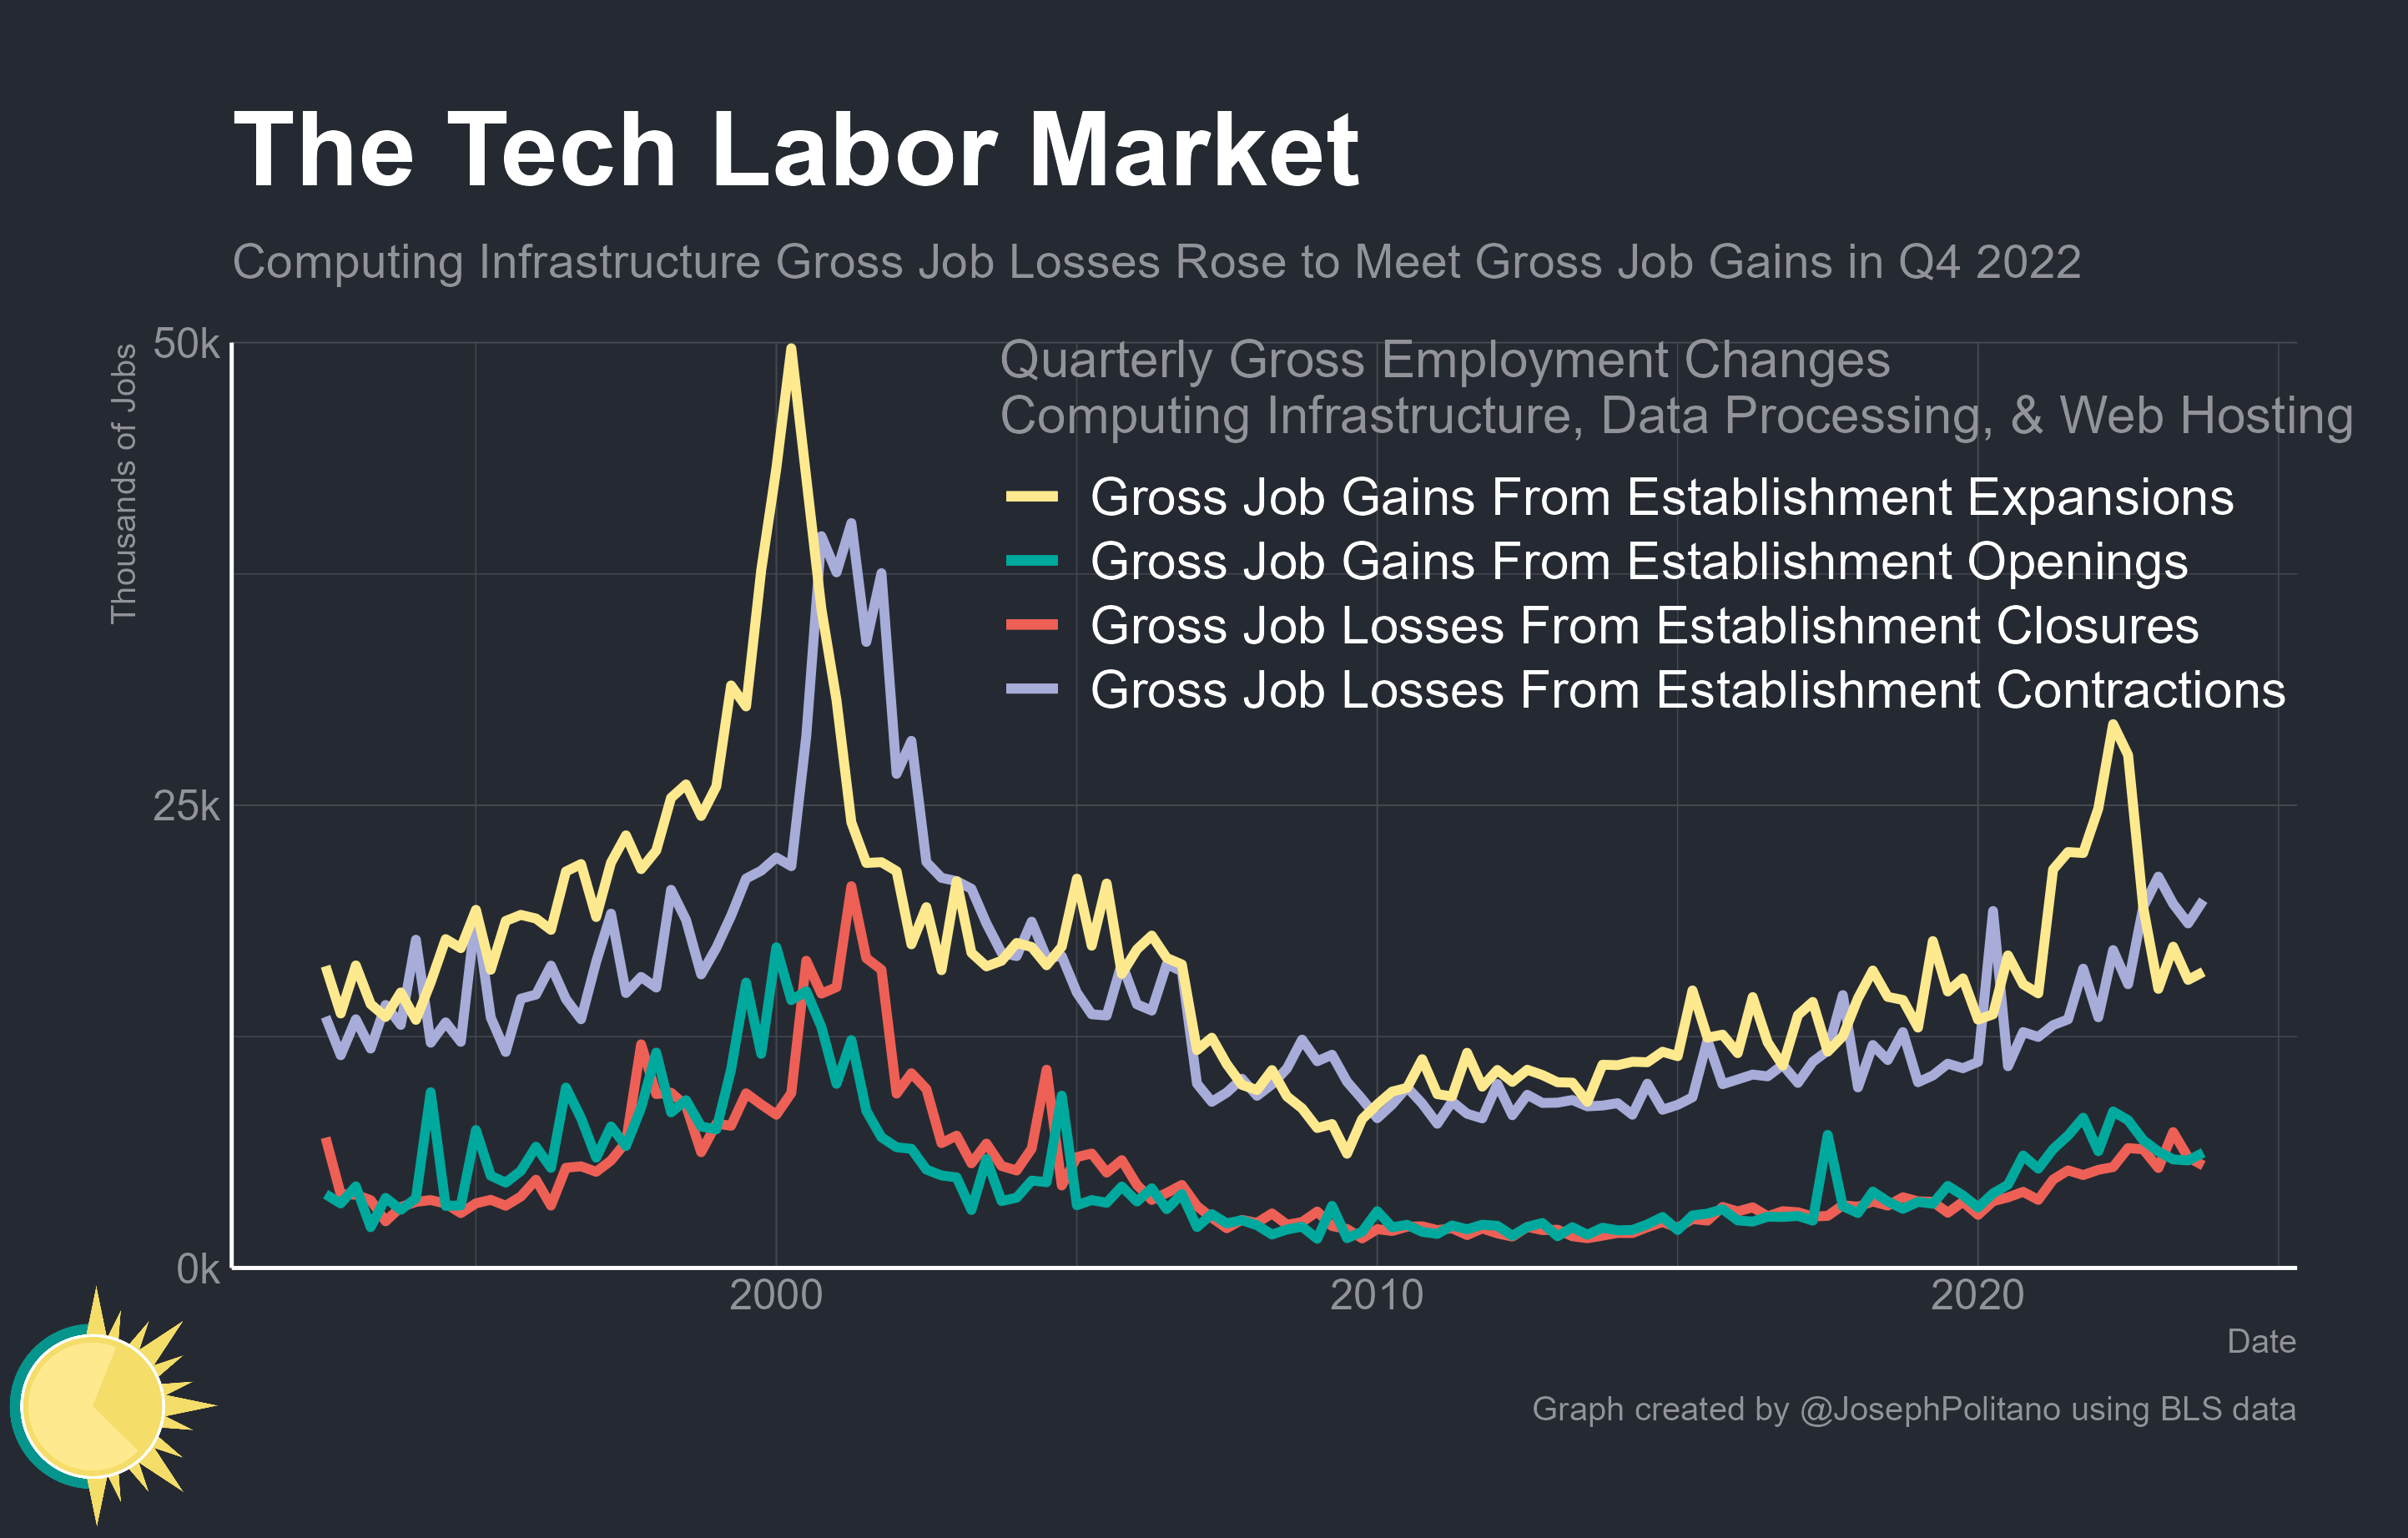 The Tech Labor Market
Computing Infrastructure Gross Job Losses Rose to Meet Gross Job Gains in Q4 2022
Thousands of Jobs
50k
25k
0k
Quarterly Gross Employment Changes
Computing Infrastructure, Data Processing, & Web Hosting
Gross Job Gains From Establishment Expansions
Gross Job Gains From Establishment Openings
Gross Job Losses From Establishment Closures
Gross Job Losses From Establishment Contractions
2000 2010 2020
Date
Graph created by @JosephPolitano using BLS data